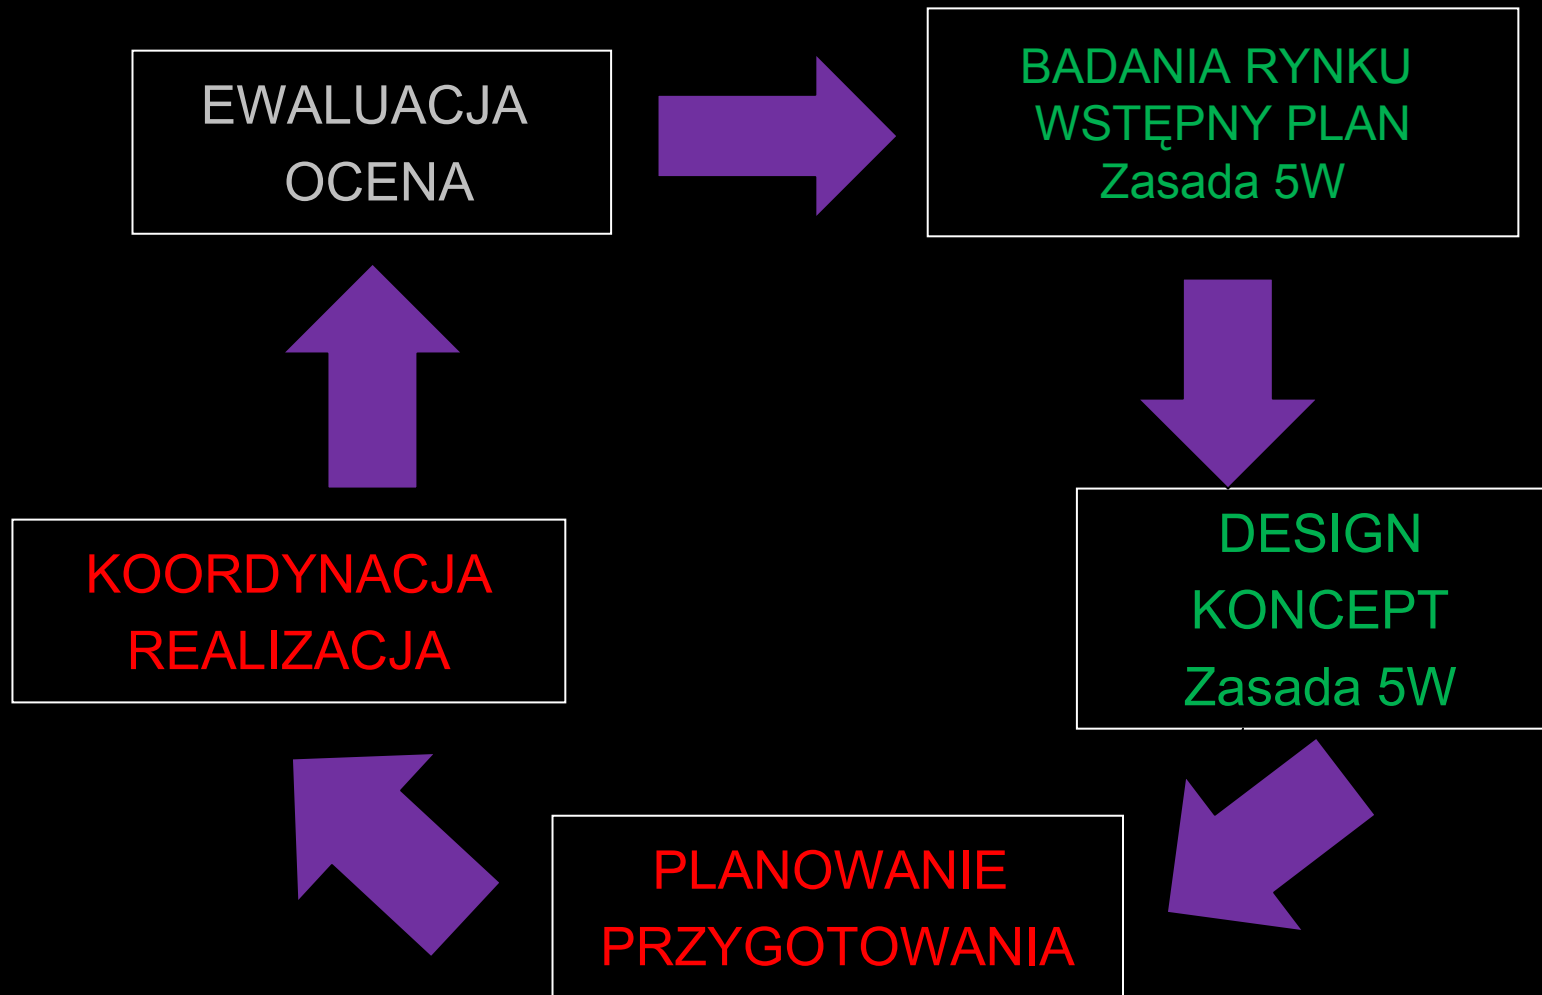 EWALUACJA
OCENA
BADANIA RYNKU
WSTĘPNY PLAN
Zasada 5W
DESIGN
KONCEPT
Zasada 5W
PLANOWANIE
PRZYGOTOWANIA
KOORDYNACJA
REALIZACJA